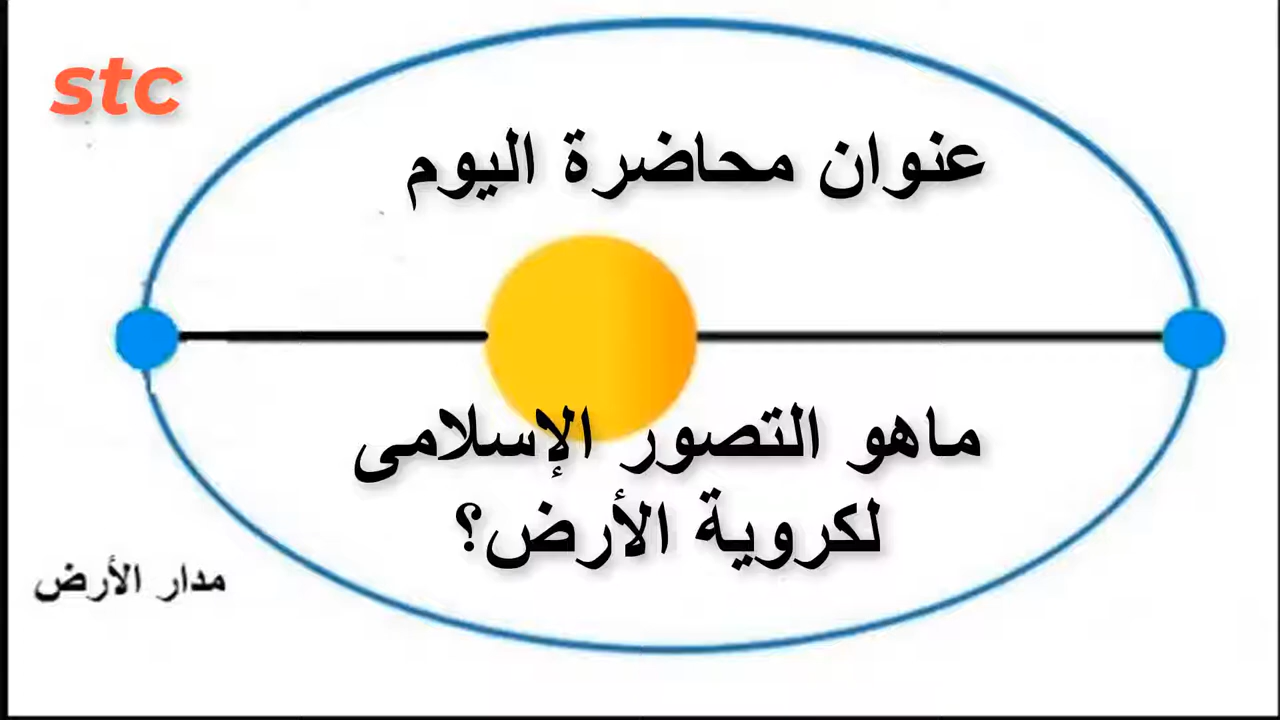 stc
عنوان محاضرة اليوم
ماهو التصور الإسلامى
لكروية الأرض؟
مدار الأرض